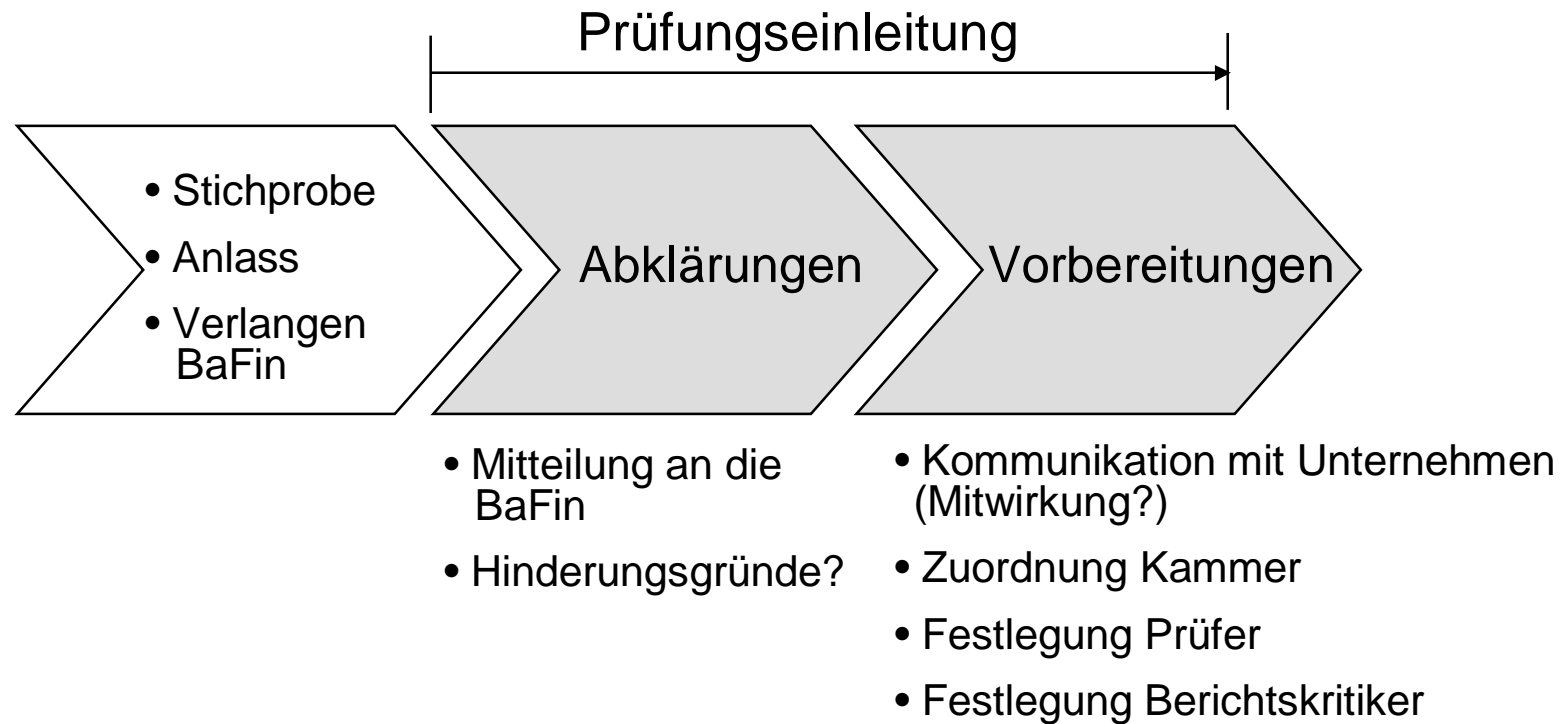 Prüfungseinleitung
• Stichprobe
• Anlass
• Verlangen
BaFin
Abklärungen
Vorbereitungen
• Mitteilung an die
BaFin
• Hinderungsgründe?
• Kommunikation mit Unternehmen
(Mitwirkung?)
• Zuordnung Kammer
• Festlegung Prüfer
• Festlegung Berichtskritiker